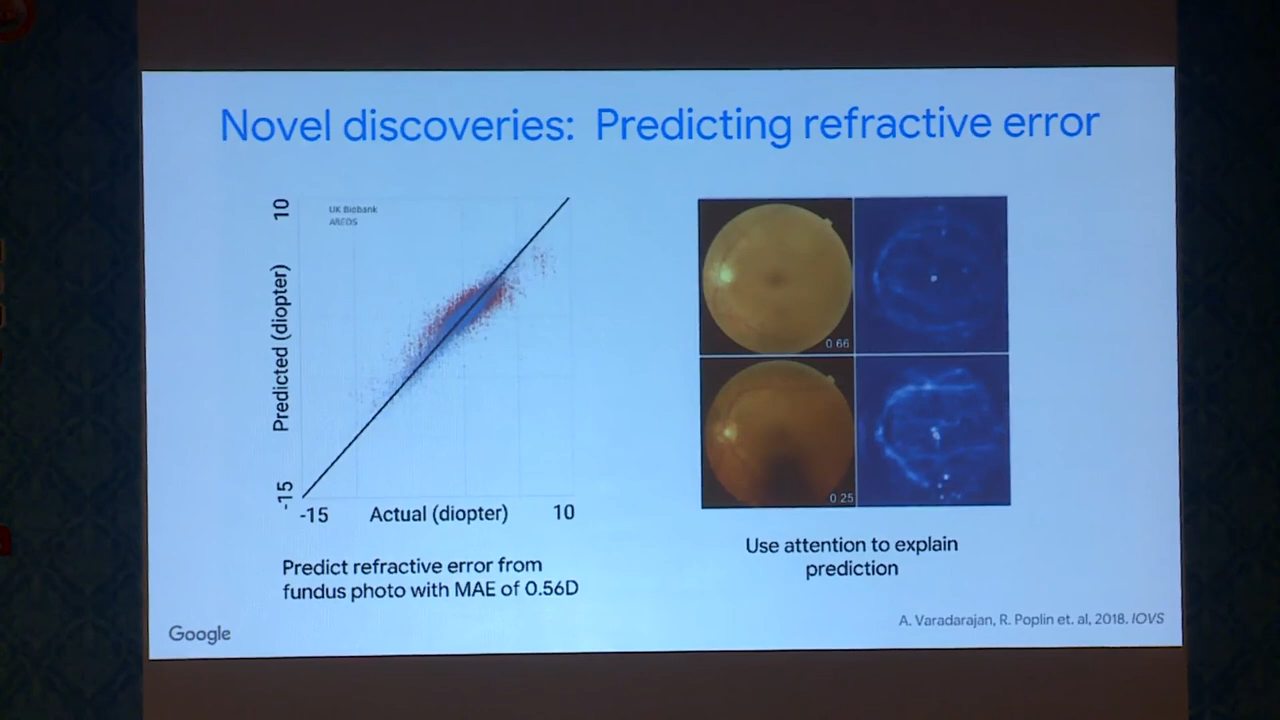 Novel discoveries: Predicting refractive error
10
UK Biobank
AREDS
Predicted (diopter)
-15
-15
Actual (diopter)
10
Predict refractive error from
fundus photo with MAE of 0.56D
0.66
0.25
Use attention to explain
prediction
A. Varadarajan, R. Poplin et. al, 2018. IOVS
Google